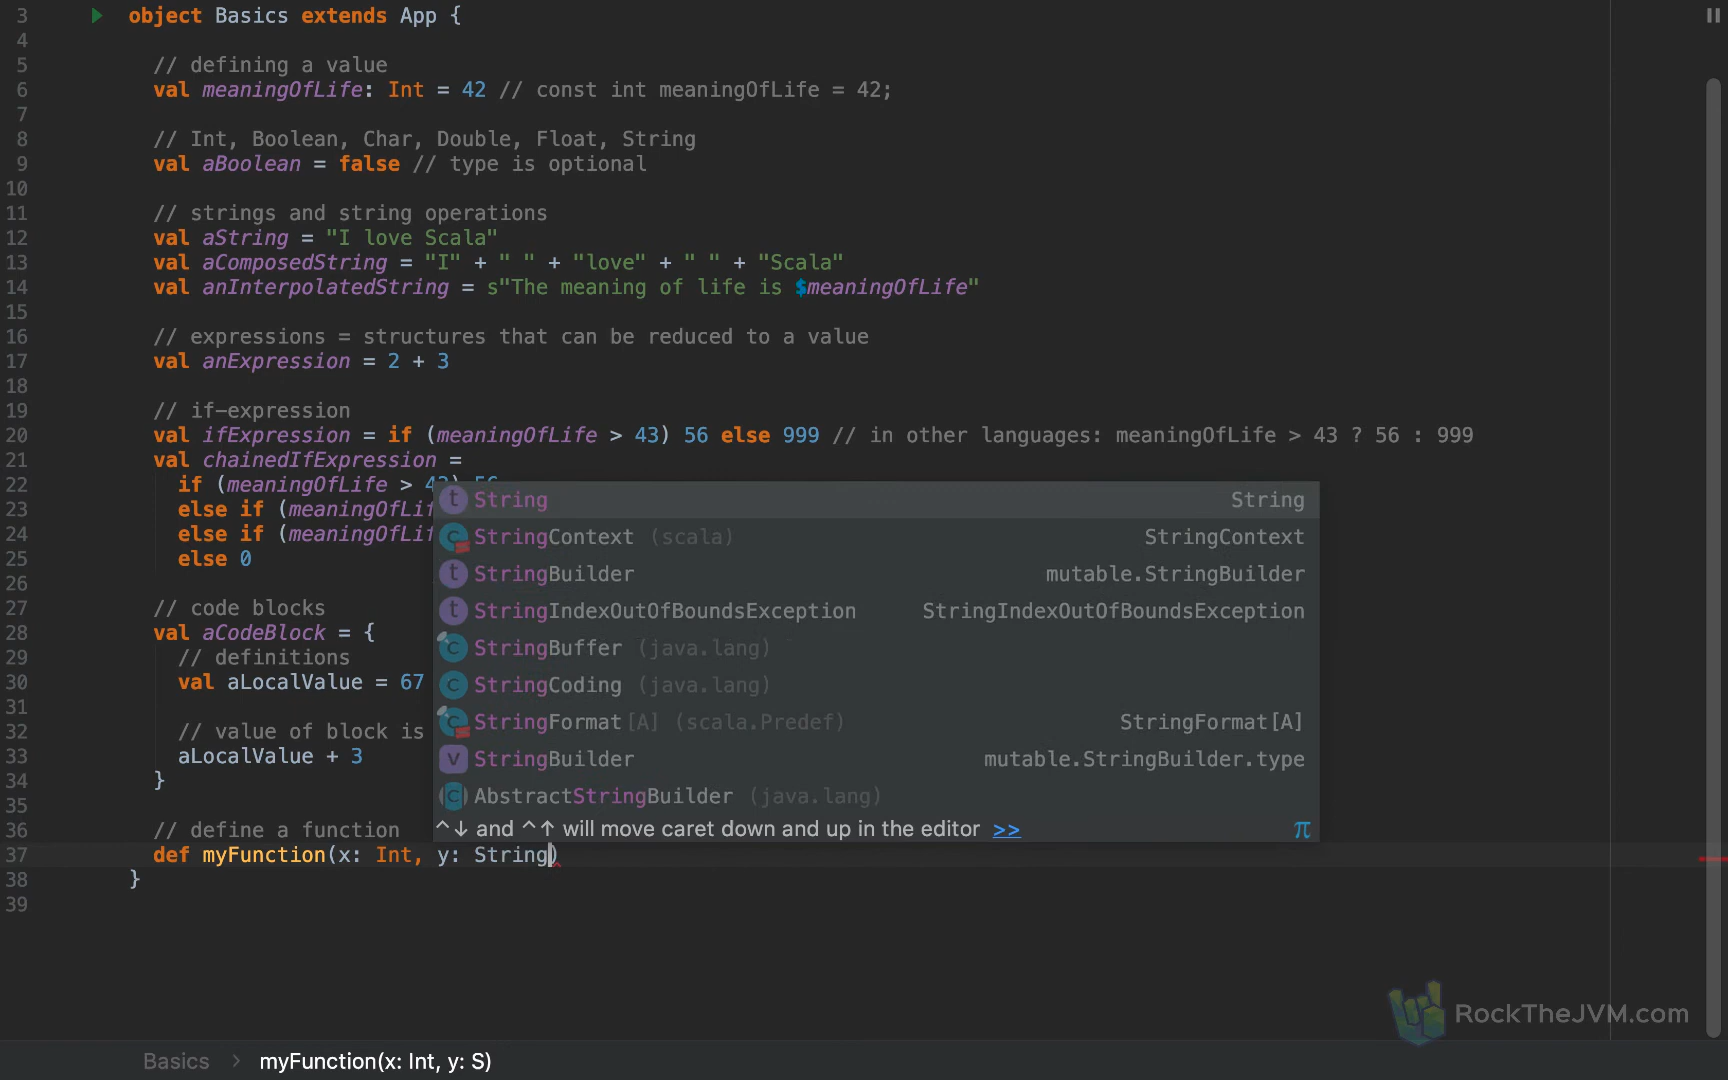 3 object Basics extends App {
4
5 // defining a value
6 val meaningOfLife: Int = 42 // const int meaningOfLife = 42;
7
8 // Int, Boolean, Char, Double, Float, String
9 val aBoolean = false // type is optional
10
11 // strings and string operations
12 val aString = "I love Scala"
13 val aComposedString = "I" + " " + "love" + " " + "Scala"
14 val anInterpolatedString = s"The meaning of life is $meaningOfLife"
15
16 // expressions = structures that can be reduced to a value
17 val anExpression = 2 + 3
18
19 // if-expression
20 val ifExpression = if (meaningOfLife > 43) 56 else 999 // in other languages: meaningOfLife > 43 ? 56 : 999
21 val chainedIfExpression =
22 if (meaningOfLife >
23 else if (meaningOfLif
24 else if (meaningOfLif
25 else 0
26
27 // code blocks
28 val aCodeBlock = {
29 // definitions
30 val aLocalValue = 67
31
32 // value of block is
33 aLocalValue + 3
34 }
35
36 // define a function
37 def myFunction(x: Int, y: String)
38 }
39
t String String
C StringContext (scala) StringContext
t StringBuilder mutable.StringBuilder
t StringIndexOutOfBoundsException StringIndexOutOfBoundsException
C StringBuffer (java.lang)
C StringCoding (java.lang)
C StringFormat[A] (scala.Predef) StringFormat[A]
v StringBuilder mutable.StringBuilder.type
C AbstractStringBuilder (java.lang)
^↓ and ^↑ will move caret down and up in the editor >> π
RockTheJVM.com
Basics > myFunction(x: Int, y: S)